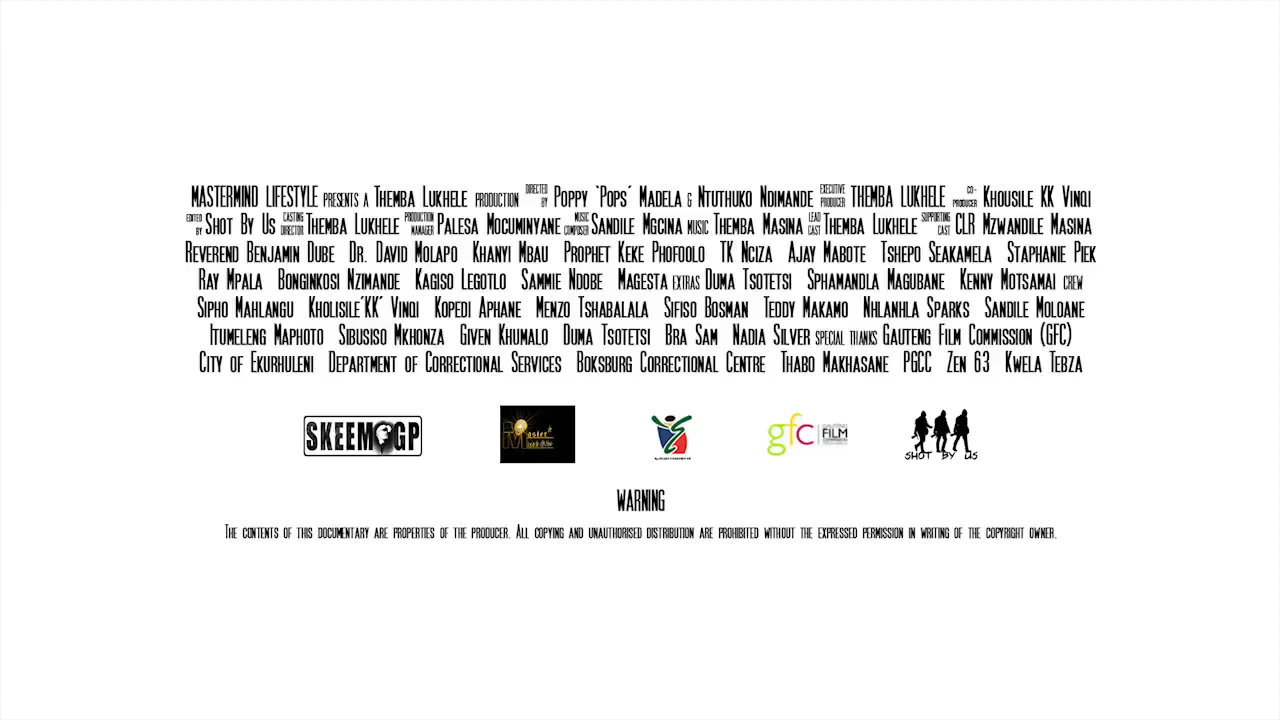 MASTERMIND LIFESTYLE PRESENTS A THEMBA LUKHELE PRODUCTION DIRECTED BY POPPY `POPS´ MADELA & NTUTHUKO NDIMANDE EXECUTIVE PRODUCER THEMBA LUKHELE CO-PRODUCER KHOUSILE KK VINQI
EDITED BY SHOT BY US CASTING DIRECTOR THEMBA LUKHELE PRODUCTION MANAGER PALESA MOCUMINYANE MUSIC COMPOSER SANDILE MGCINA MUSIC THEMBA MASINA LEAD CAST THEMBA LUKHELE SUPPORTING CAST CLR MZWANDILE MASINA
REVEREND BENJAMIN DUBE DR. DAVID MOLAPO KHANYI MBAU PROPHET KEKE PHOFOOLO TK NCIZA AJAY MABOTE TSHEPO SEAKAMELA STAPHANIE PIEK
RAY MPALA BONGINKOSI NZIMANDE KAGISO LEGOTLO SAMMIE NDOBE MAGESTA EXTRAS DUMA TSOTETSI SPHAMANDLA MAGUBANE KENNY MOTSAMAI CREW
SIPHO MAHLANGU KHOLISILE´KK´ VINQI KOPEDI APHANE MENZO TSHABALALA SIFISO BOSMAN TEDDY MAKAMO NHLANHLA SPARKS SANDILE MOLOANE
ITUMELENG MAPHOTO SIBUSISO MKHONZA GIVEN KHUMALO DUMA TSOTETSI BRA SAM NADIA SILVER SPECIAL THANKS GAUTENG FILM COMMISSION (GFC)
CITY OF EKURHULENI DEPARTMENT OF CORRECTIONAL SERVICES BOKSBURG CORRECTIONAL CENTRE THABO MAKHASANE PGCC ZEN 63 KWELA TEBZA
SKEEM GP
Master
gfc GAUTENG FILM COMMISSION
SHOT BY US
WARNING
THE CONTENTS OF THIS DOCUMENTARY ARE PROPERTIES OF THE PRODUCER. ALL COPYING AND UNAUTHORISED DISTRIBUTION ARE PROHIBITED WITHOUT THE EXPRESSED PERMISSION IN WRITING OF THE COPYRIGHT OWNER.